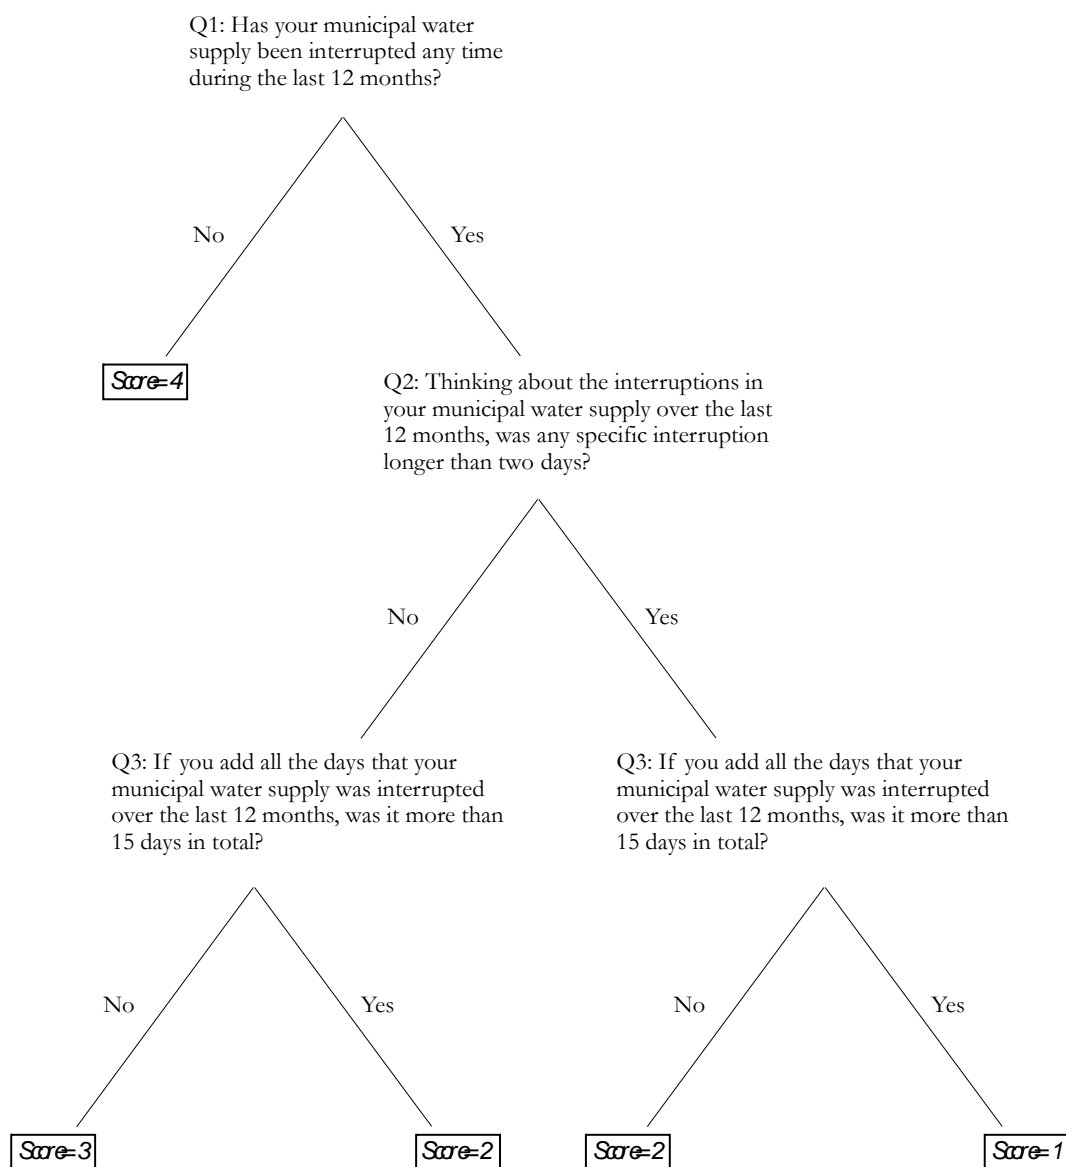 Q1: Has your municipal water
supply been interrupted any time
during the last 12 months?
No
Yes
Score=4
Q2: Thinking about the interruptions in
your municipal water supply over the last
12 months, was any specific interruption
longer than two days?
No
Yes
Q3: If you add all the days that your
municipal water supply was interrupted
over the last 12 months, was it more than
15 days in total?
Q3: If you add all the days that your
municipal water supply was interrupted
over the last 12 months, was it more than
15 days in total?
No
Yes
No
Yes
Score=3
Score=2
Score=2
Score=1